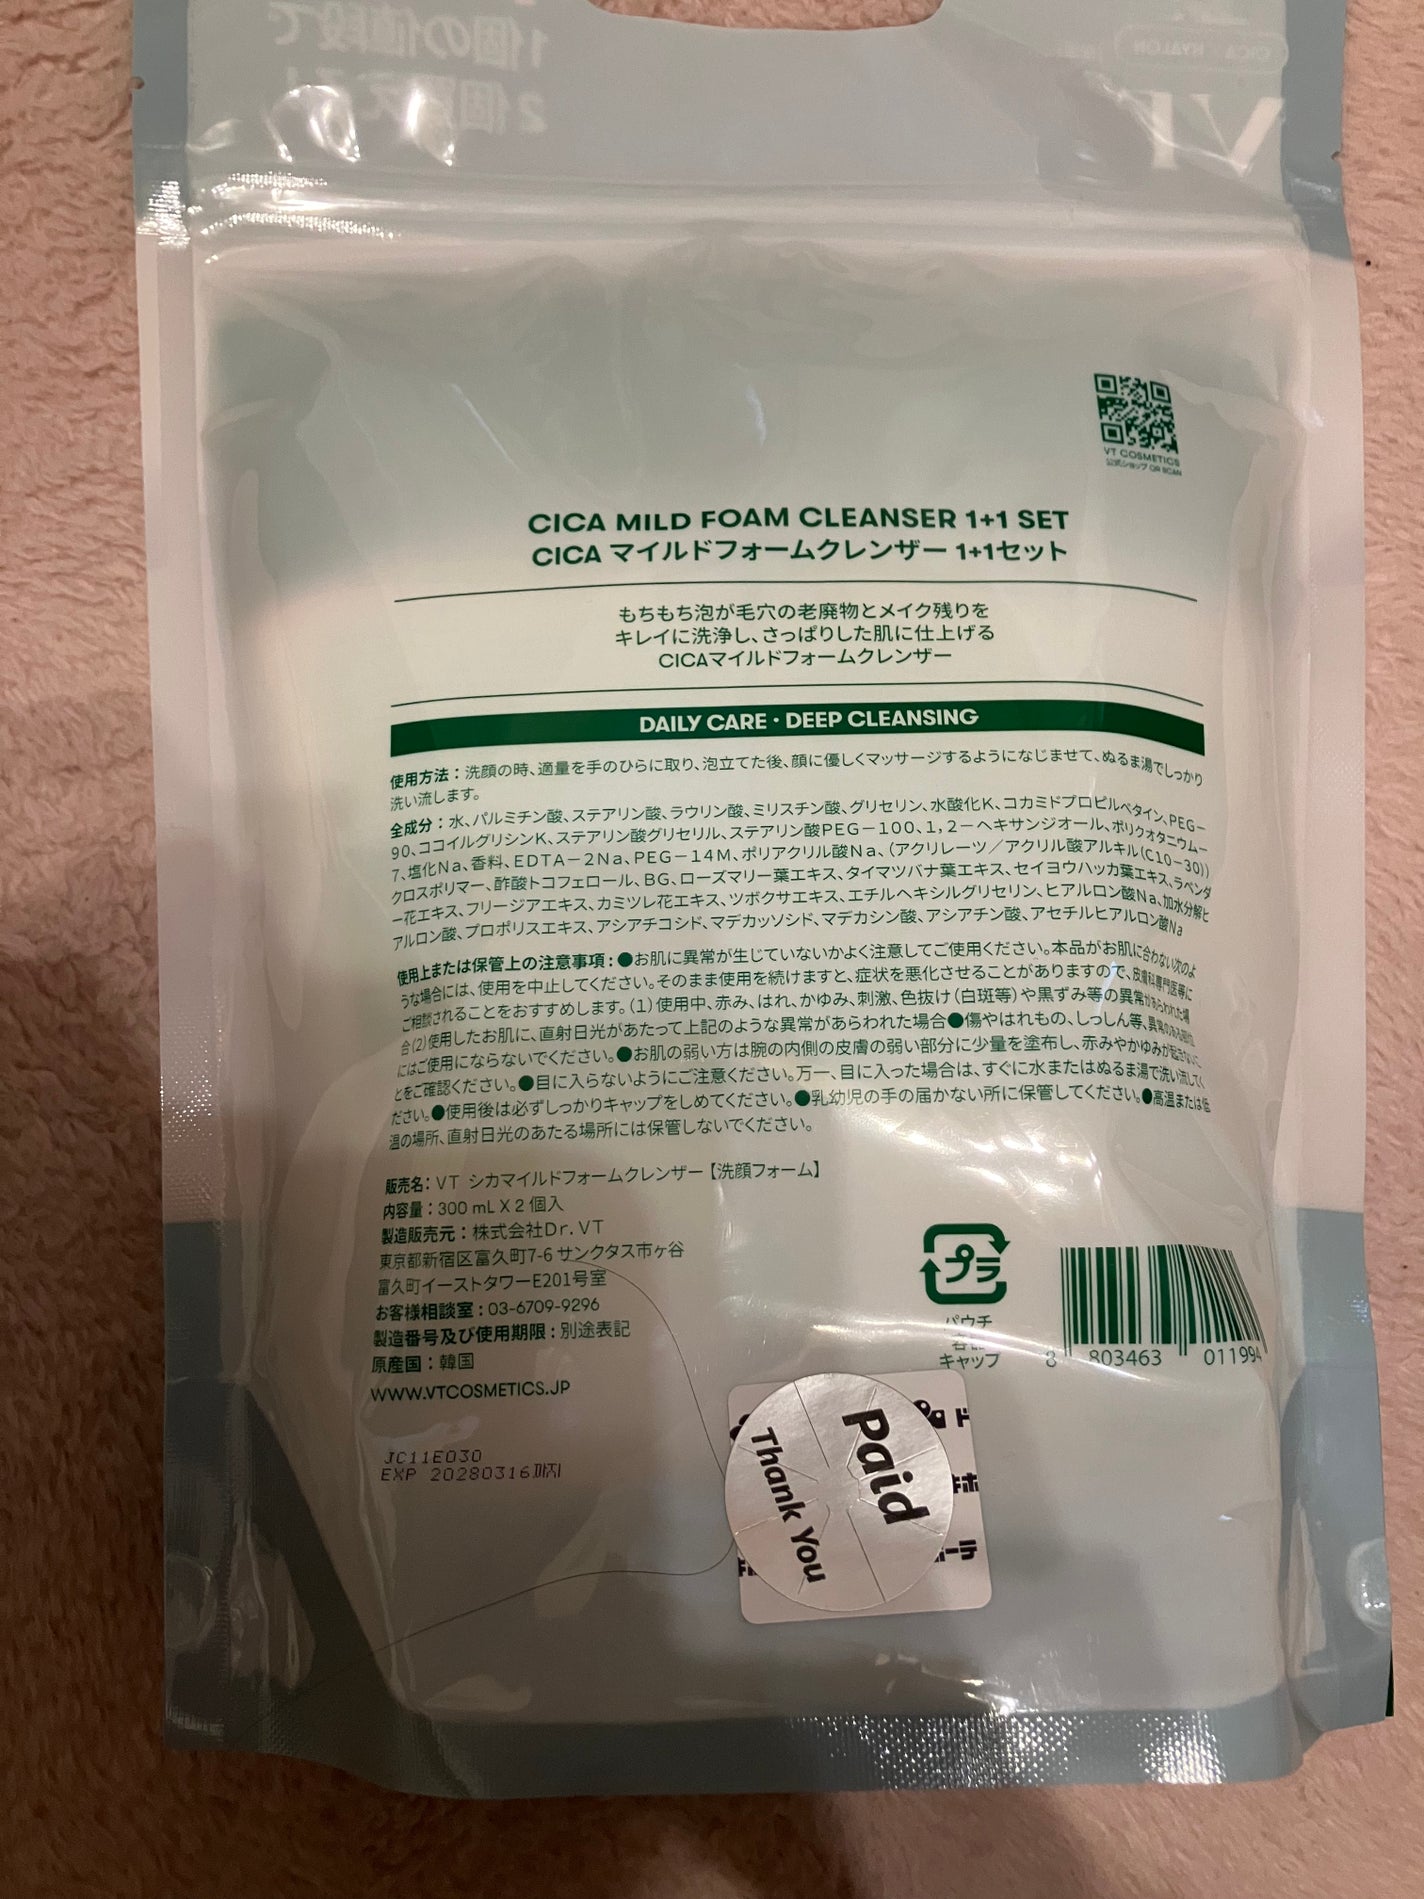 1個の値段で
CICA HYALON
VT
VT COSMETICS
公式ショップ QR SCAN
CICA MILD FOAM CLEANSER 1+1 SET
CICA マイルドフォームクレンザー 1+1セット
もちもち泡が毛穴の老廃物とメイク残りを
キレイに洗浄し、さっぱりした肌に仕上げる
CICAマイルドフォームクレンザー
DAILY CARE・DEEP CLEANSING
使用方法：洗顔の時、適量を手のひらに取り、泡立てた後、顔に優しくマッサージするようになじませて、ぬるま湯でしっかり
洗い流します。
全成分：水、パルミチン酸、ステアリン酸、ラウリン酸、ミリスチン酸、グリセリン、水酸化K、コカミドプロピルベタイン、PEG－
90、ココイルグリシンK、ステアリン酸グリセリル、ステアリン酸PEG－100、1，2－ヘキサンジオール、ポリクオタニウム－
7、塩化Na、香料、EDTA－2Na、PEG－14M、ポリアクリル酸Na、（アクリレーツ／アクリル酸アルキル（C10－30））
クロスポリマー、酢酸トコフェロール、BG、ローズマリー葉エキス、タイマツバナ葉エキス、セイヨウハッカ葉エキス、ラベンダ
ー花エキス、フリージアエキス、カミツレ花エキス、ツボクサエキス、エチルヘキシルグリセリン、ヒアルロン酸Na、加水分解ヒ
アルロン酸、プロポリスエキス、アシアチコシド、マデカッソシド、マデカシン酸、アシアチン酸、アセチルヒアルロン酸Na
使用上または保管上の注意事項：●お肌に異常が生じていないかよく注意してご使用ください。本品がお肌に合わない次のよ
うな場合には、使用を中止してください。そのまま使用を続けますと、症状を悪化させることがありますので、皮膚科専門医等に
ご相談されることをおすすめします。（1）使用中、赤み、はれ、かゆみ、刺激、色抜け（白斑等）や黒ずみ等の異常があらわれた場
合（2）使用したお肌に、直射日光があたって上記のような異常があらわれた場合●傷やはれもの、しっしん等、異常のある部位
にはご使用にならないでください。●お肌の弱い方は腕の内側の皮膚の弱い部分に少量を塗布し、赤みやかゆみが起きないこ
とをご確認ください。●目に入らないようにご注意ください。万一、目に入った場合は、すぐに水またはぬるま湯で洗い流してく
ださい。●使用後は必ずしっかりキャップをしめてください。●乳幼児の手の届かない所に保管してください。●高温または低
温の場所、直射日光のあたる場所には保管しないでください。
販売名：VT シカマイルドフォームクレンザー【洗顔フォーム】
内容量：300 mL X 2 個入
製造販売元：株式会社Dr.VT
東京都新宿区富久町7-6 サンクタス市ヶ谷
富久町イーストタワーE201号室
お客様相談室：03-6709-9296
製造番号及び使用期限：別途表記
原産国：韓国
WWW.VTCOSMETICS.JP
プラ
パウチ
容器
キャップ
8 803463 011994
JC11E030
EXP 20280316까지
Paid
Thank You